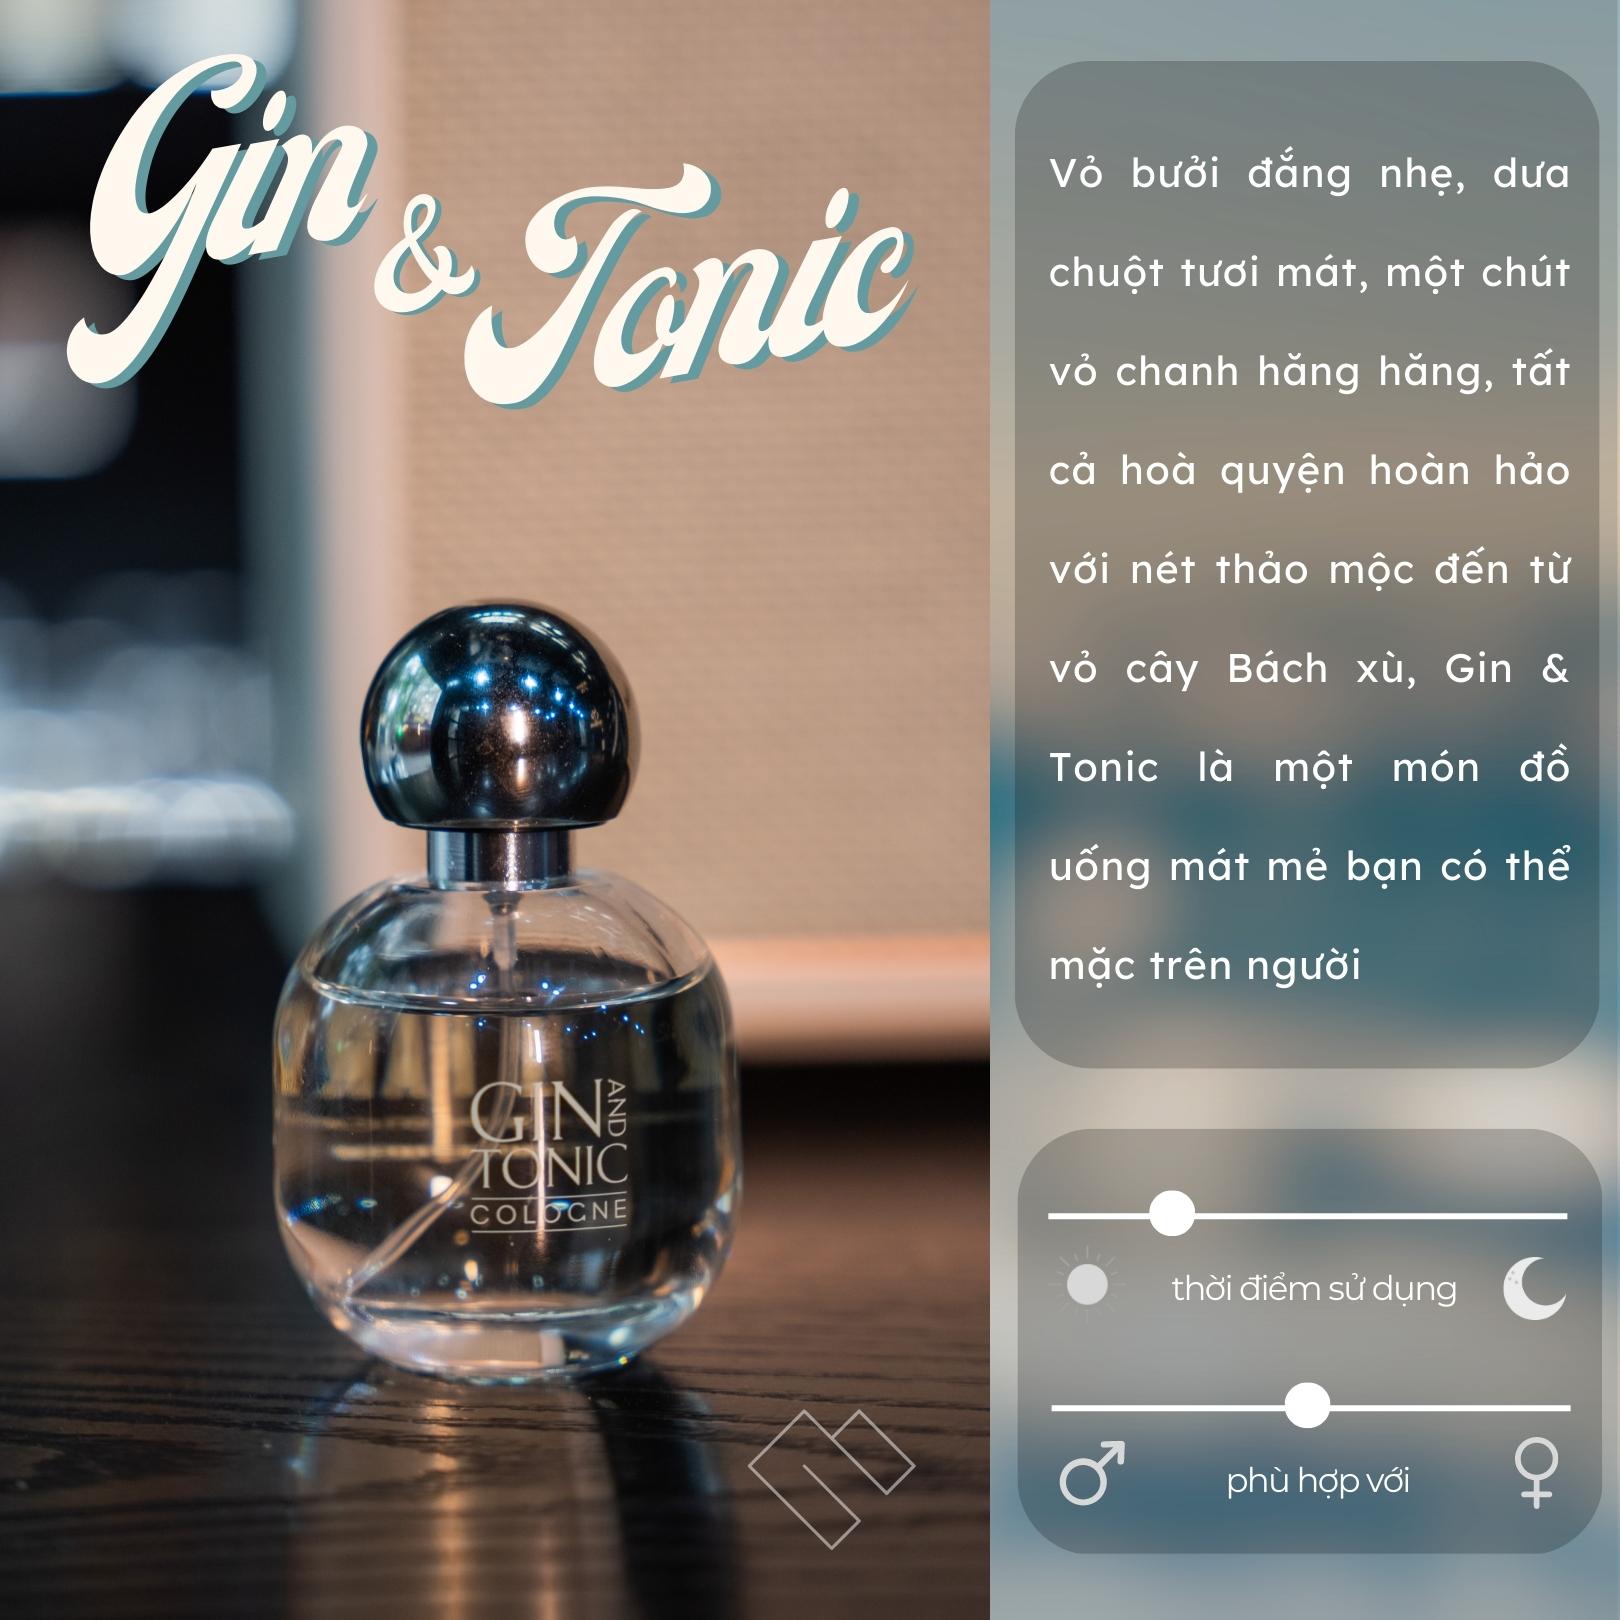 Gin
& Tonic
GIN AND
TONIC
COLOGNE
Vỏ bưởi đắng nhẹ, dưa
chuột tươi mát, một chút
vỏ chanh hăng hăng, tất
cả hoà quyện hoàn hảo
với nét thảo mộc đến từ
vỏ cây Bách xù, Gin &
Tonic là một món đồ
uống mát mẻ bạn có thể
mặc trên người
thời điểm sử dụng
phù hợp với